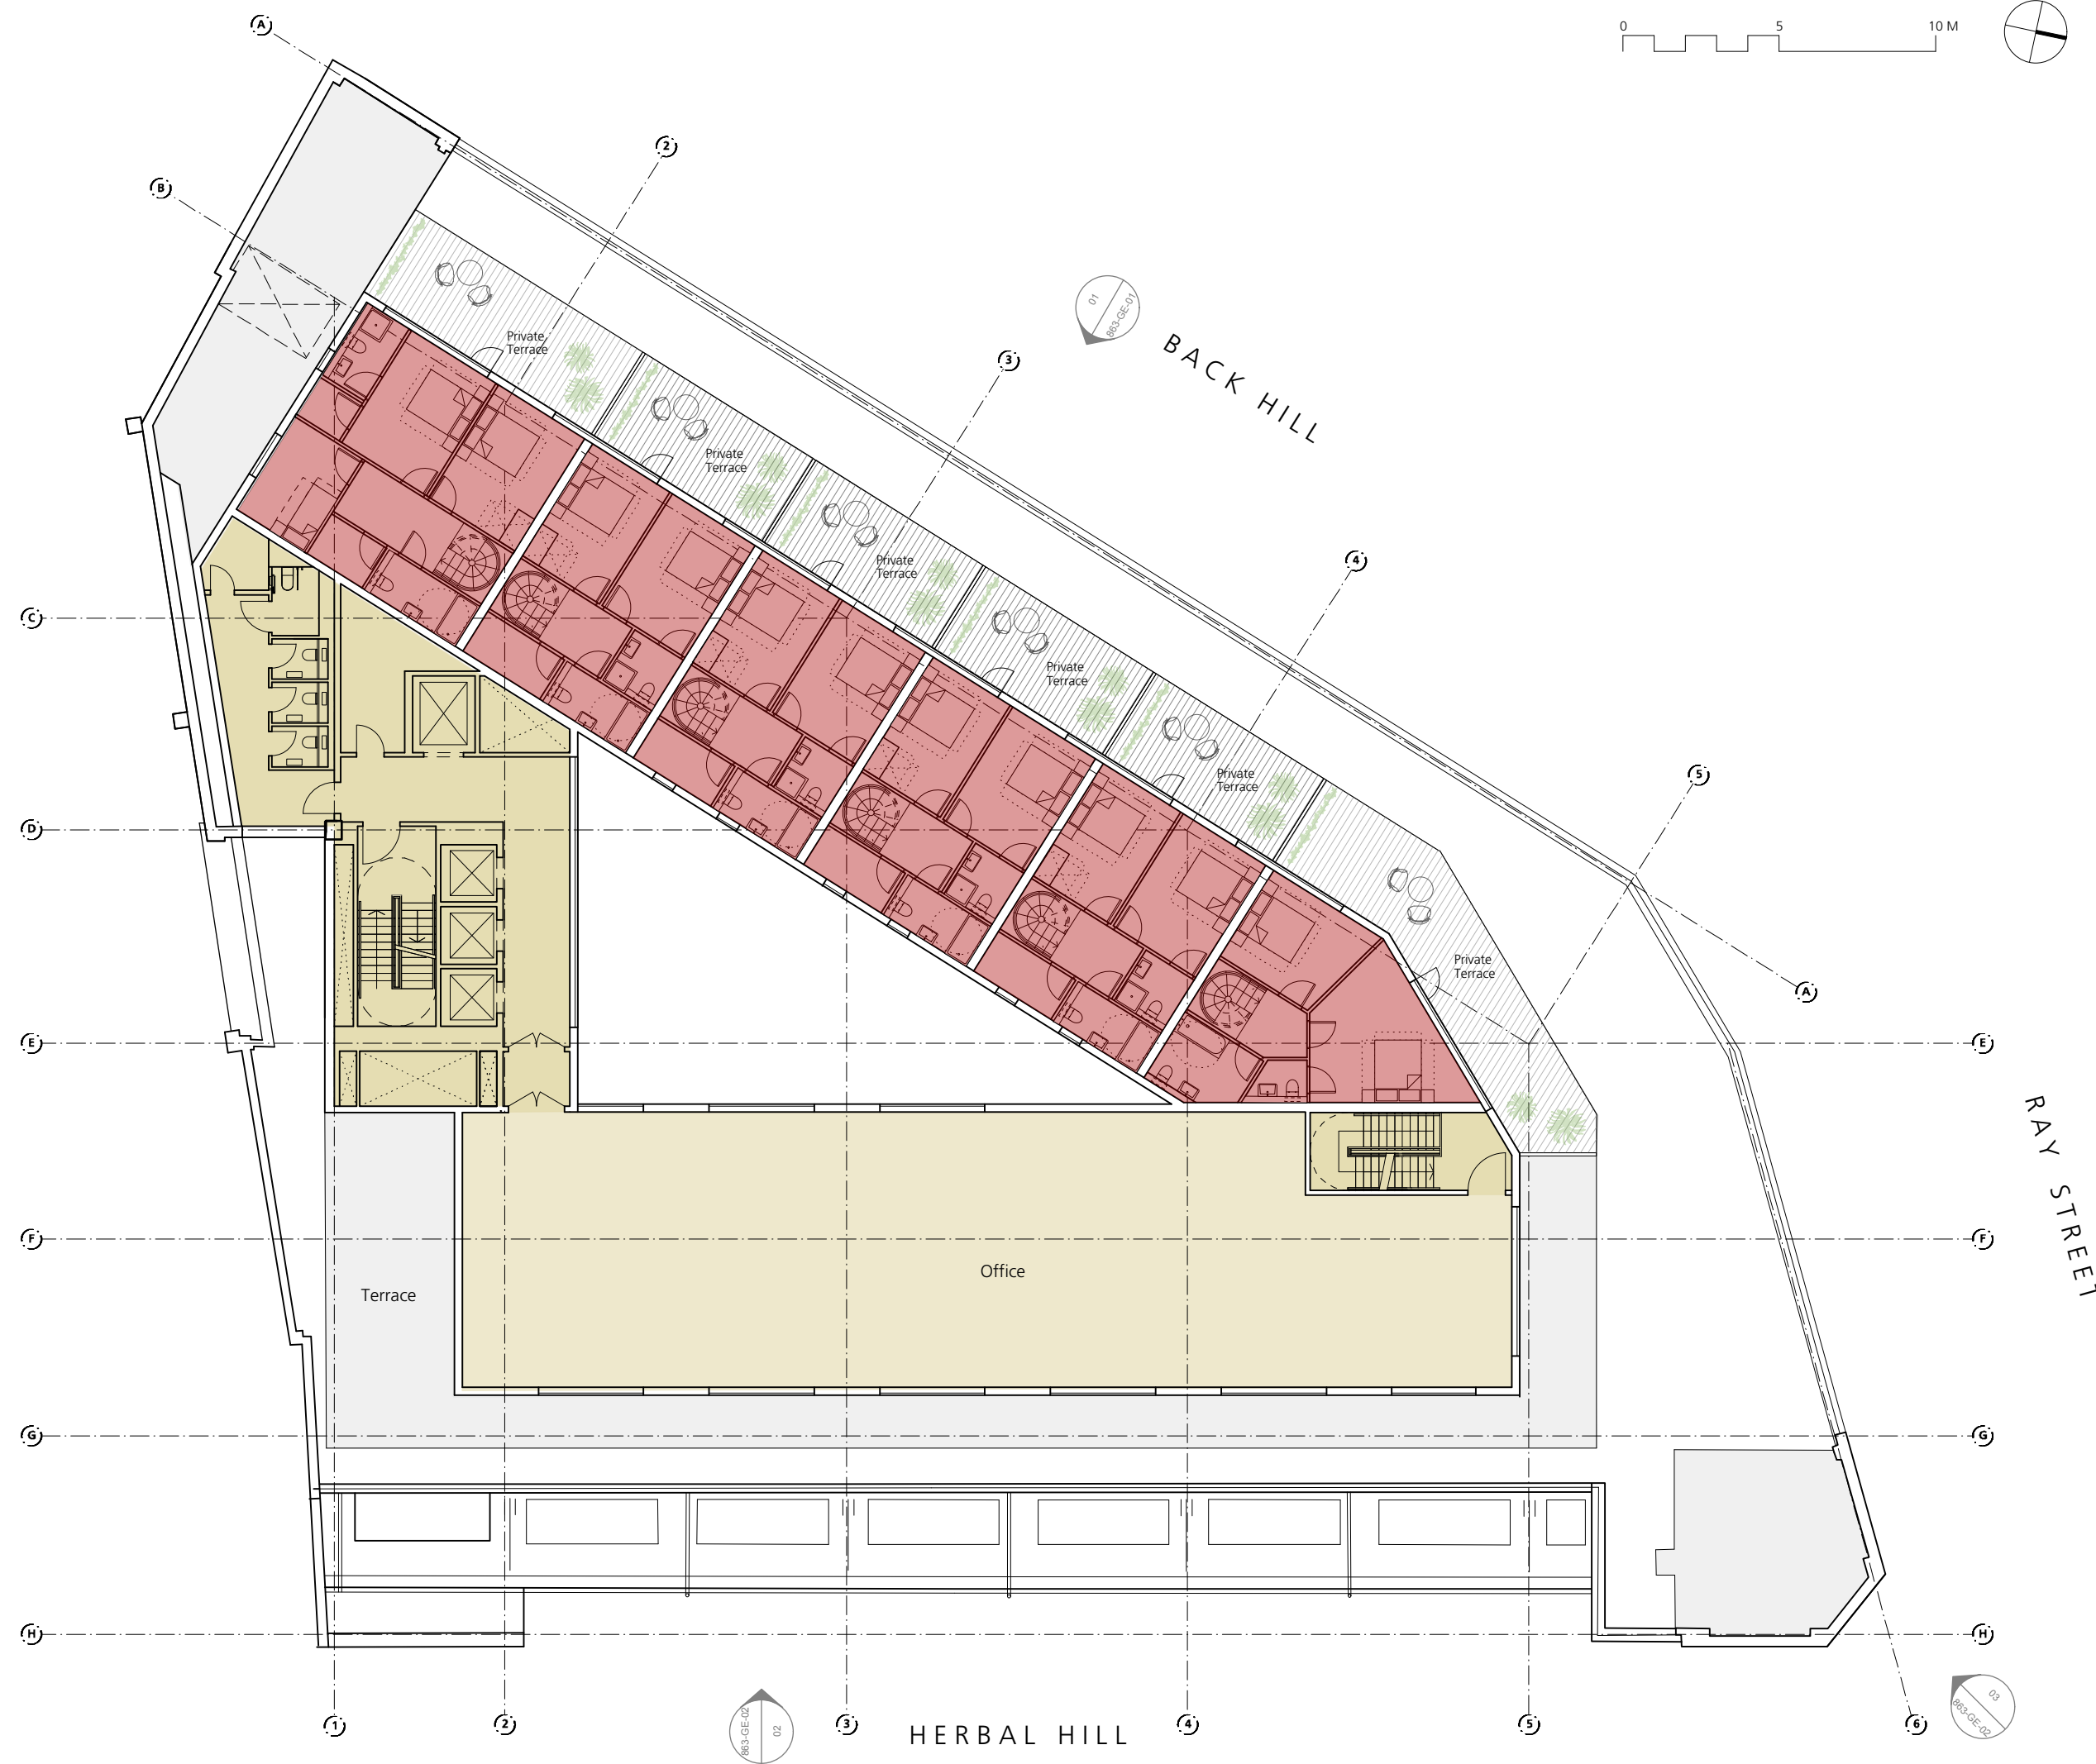 A
0 5 10 M
2
B
3
01
863-GE-01
BACK HILL
Private
Terrace
Private
Terrace
4
Private
Terrace
C
Private
Terrace
Private
Terrace
5
D
Private
Terrace
A
E
E
RAY STREET
F
F
Office
Terrace
G
G
H
H
1
2
863-GE-02
02
3
HERBAL HILL
4
5
03
863-GE-02
6